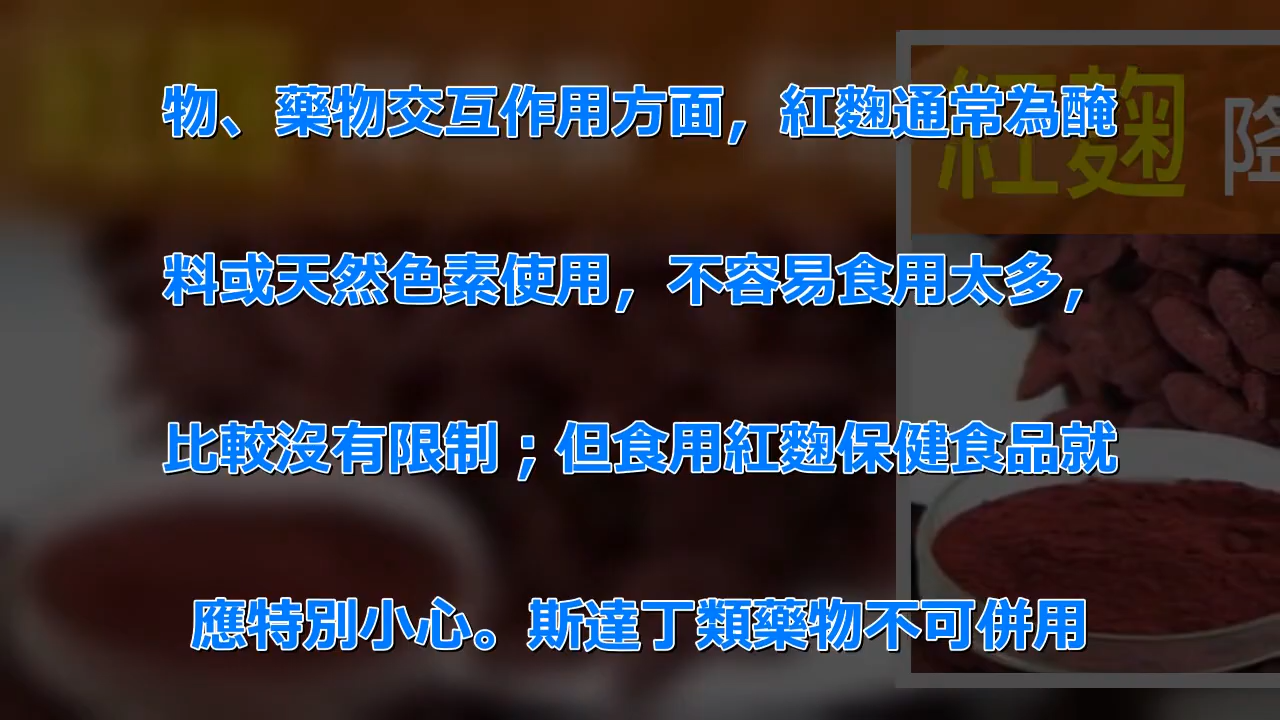 物、藥物交互作用方面，紅麴通常為醃
料或天然色素使用，不容易食用太多，
比較沒有限制；但食用紅麴保健食品就
應特別小心。斯達丁類藥物不可併用
紅麴 降